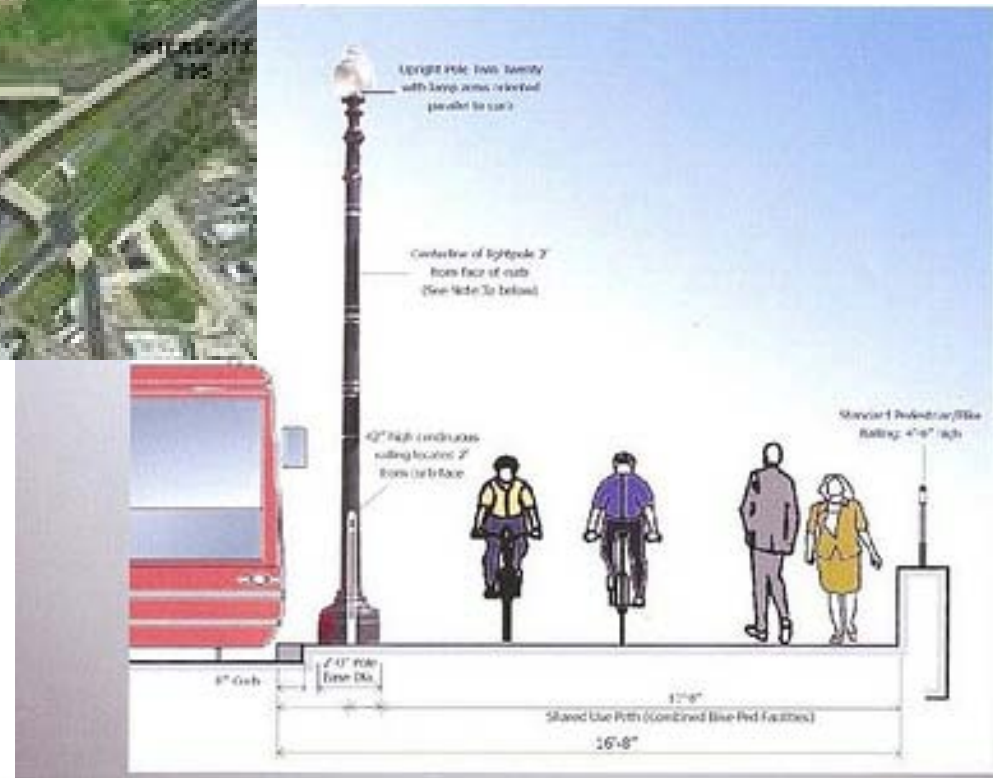 INTERSTATE
295
Upright Pole Twin Twenty
with lamp arms oriented
parallel to curb
Centerline of lightpole 2'
from face of curb
(See Note 3a below)
42" high continuous
railing located 2'
from curb face
Standard Pedestrian/Bike
Railing: 4'-6" high
2'-0" Pole
Base Dia.
8" Curb
Shared Use Path (Combined Bike-Ped Facilities)
16'-8"